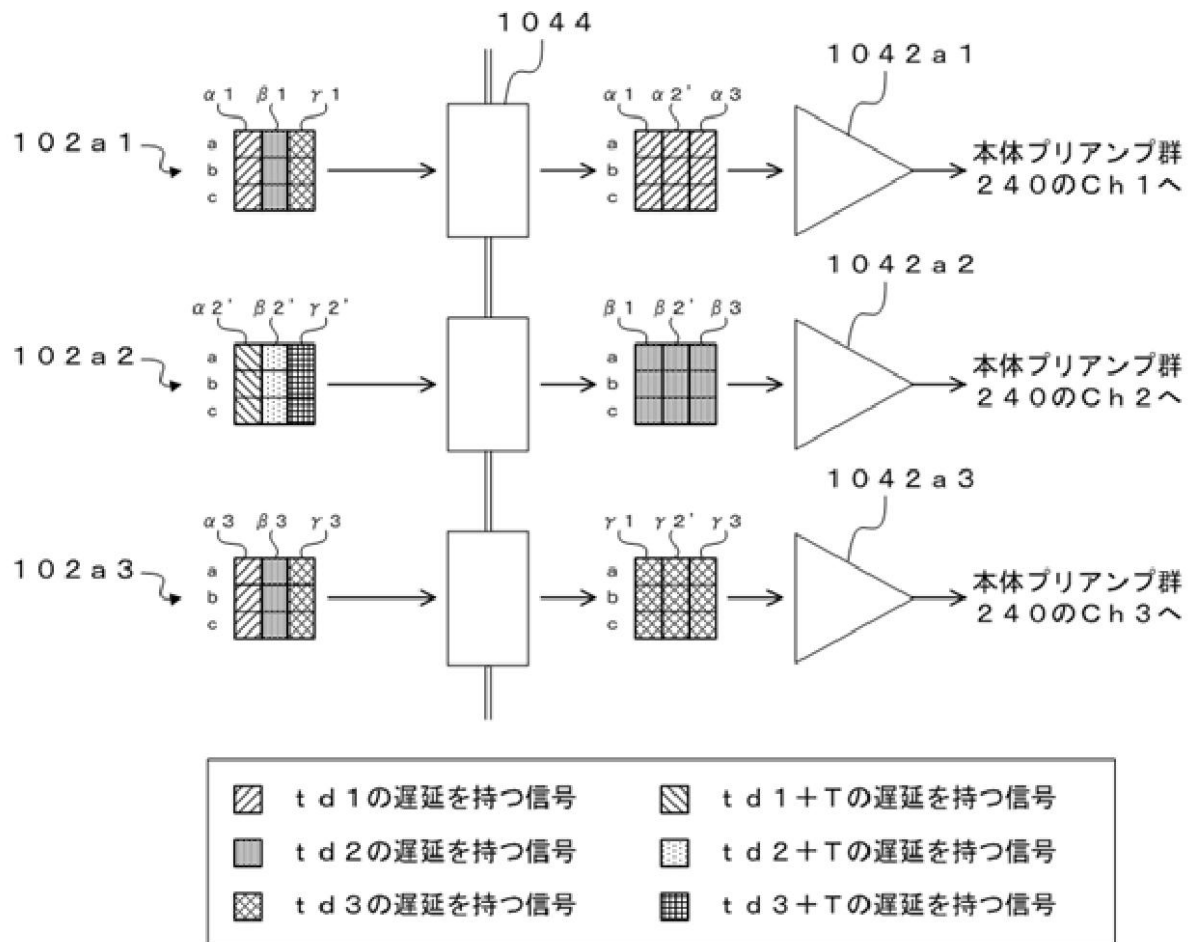 1044
1042a1
α1 β1 γ1
α1 α2' α3
102a1
a
b
c
a
b
c
本体プリアンプ群
240のCh1へ
1042a2
α2' β2' γ2'
β1 β2' β3
102a2
a
b
c
a
b
c
本体プリアンプ群
240のCh2へ
1042a3
α3 β3 γ3
γ1 γ2' γ3
102a3
a
b
c
a
b
c
本体プリアンプ群
240のCh3へ
td1の遅延を持つ信号
td1+Tの遅延を持つ信号
td2の遅延を持つ信号
td2+Tの遅延を持つ信号
td3の遅延を持つ信号
td3+Tの遅延を持つ信号